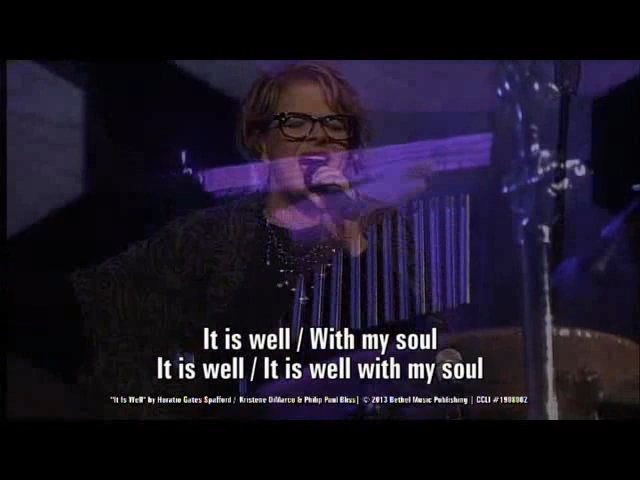 It is well / With my soul
It is well / It is well with my soul
"It Is Well" by Horatio Gates Spafford / Kristene DiMarco & Philip Paul Bliss | © 2013 Bethel Music Publishing | CCLI #1908082